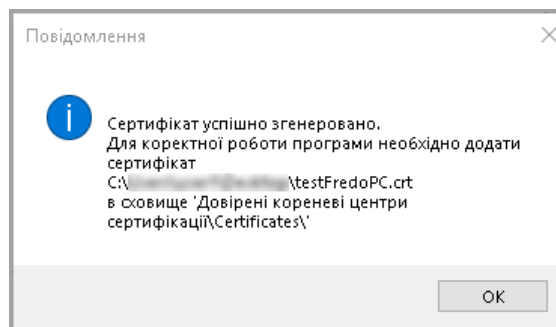 Повідомлення
Сертифікат успішно згенеровано.
Для коректної роботи програми необхідно додати
сертифікат
C:\ \testFredoPC.crt
в сховище 'Довірені кореневі центри
сертифікації\Certificates\'
OK